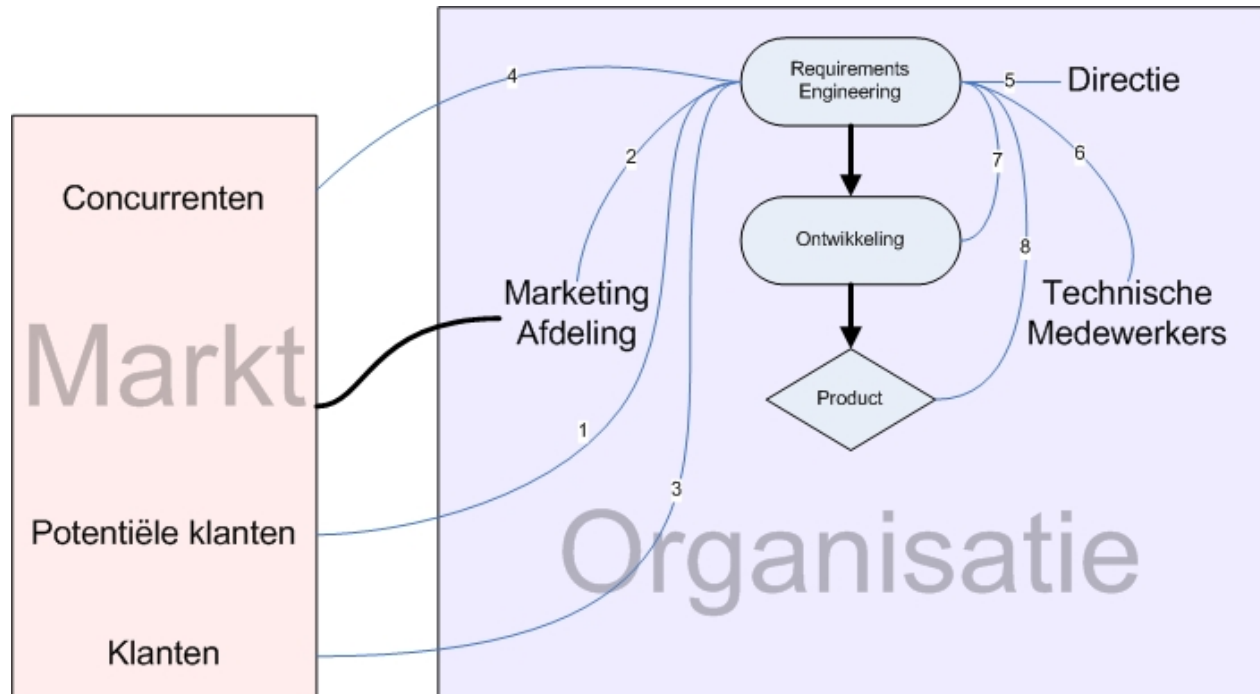 Requirements
Engineering
Directie
4
5
2
7
6
Concurrenten
Ontwikkeling
8
Marketing
Afdeling
Technische
Medewerkers
Markt
Product
1
3
Potentiële klanten
Organisatie
Klanten